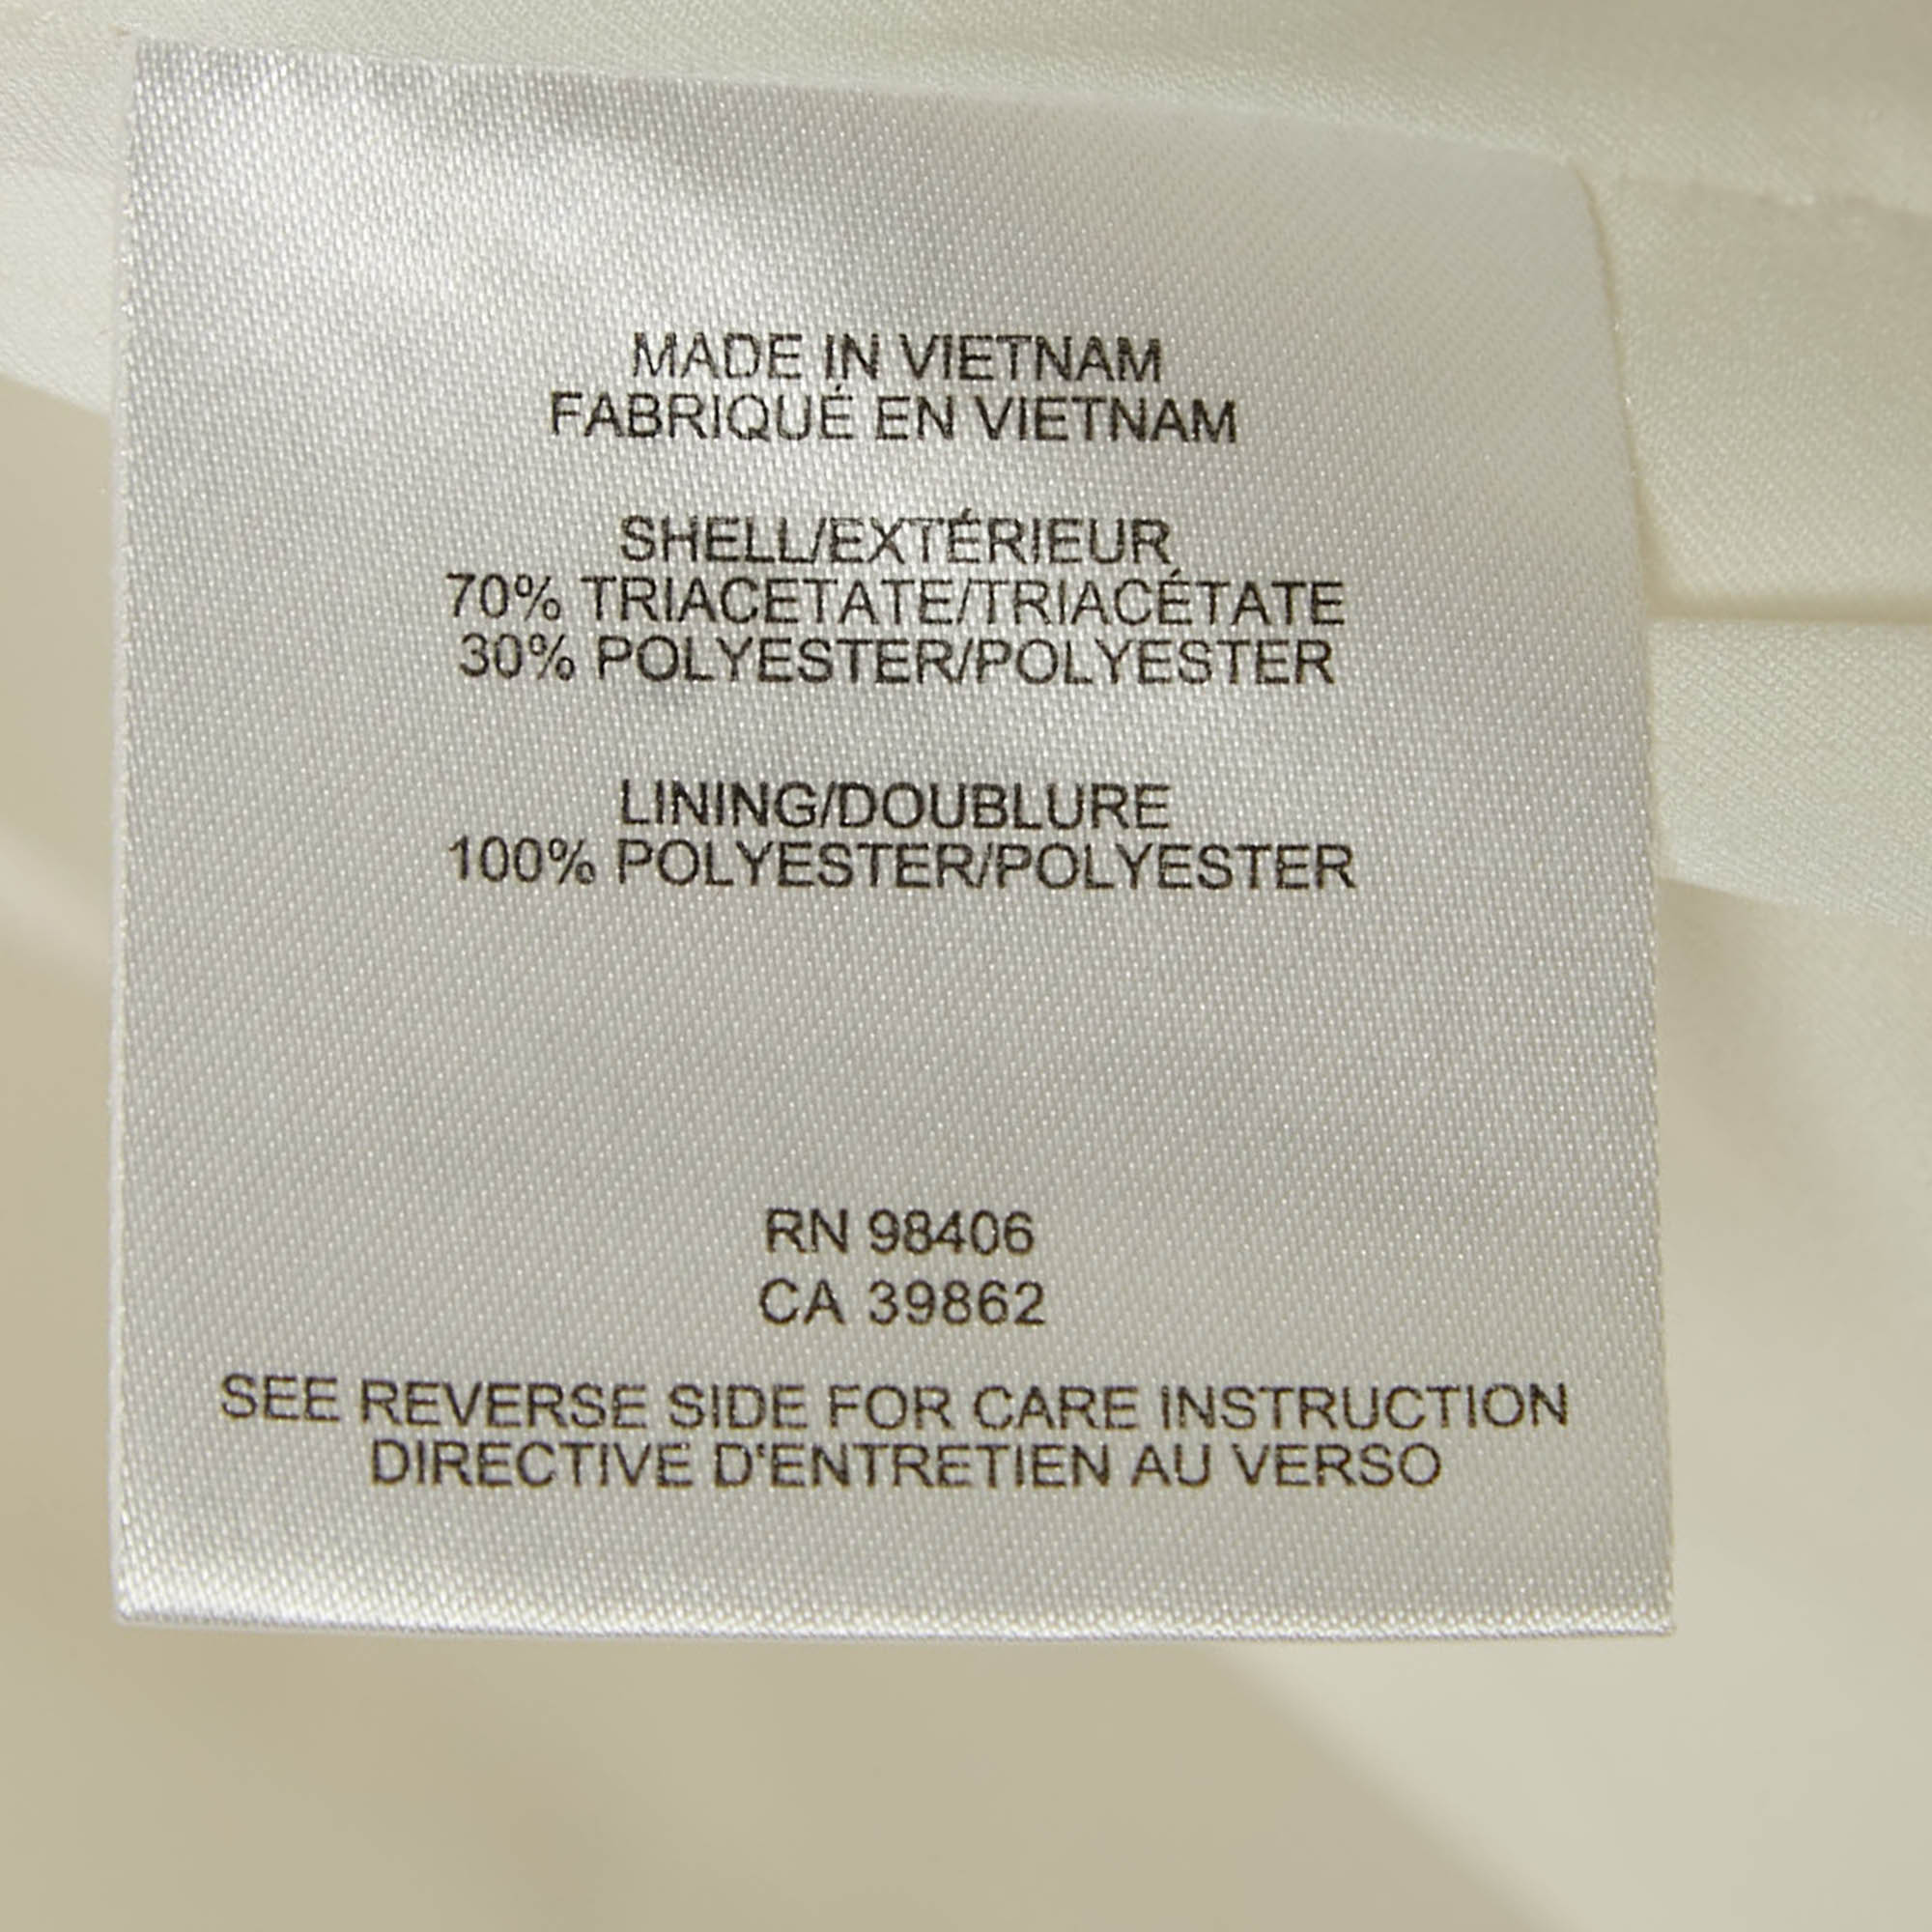 MADE IN VIETNAM
FABRIQUÉ EN VIETNAM
SHELL/EXTÉRIEUR
70% TRIACETATE/TRIACÉTATE
30% POLYESTER/POLYESTER
LINING/DOUBLURE
100% POLYESTER/POLYESTER
RN 98406
CA 39862
SEE REVERSE SIDE FOR CARE INSTRUCTION
DIRECTIVE D'ENTRETIEN AU VERSO